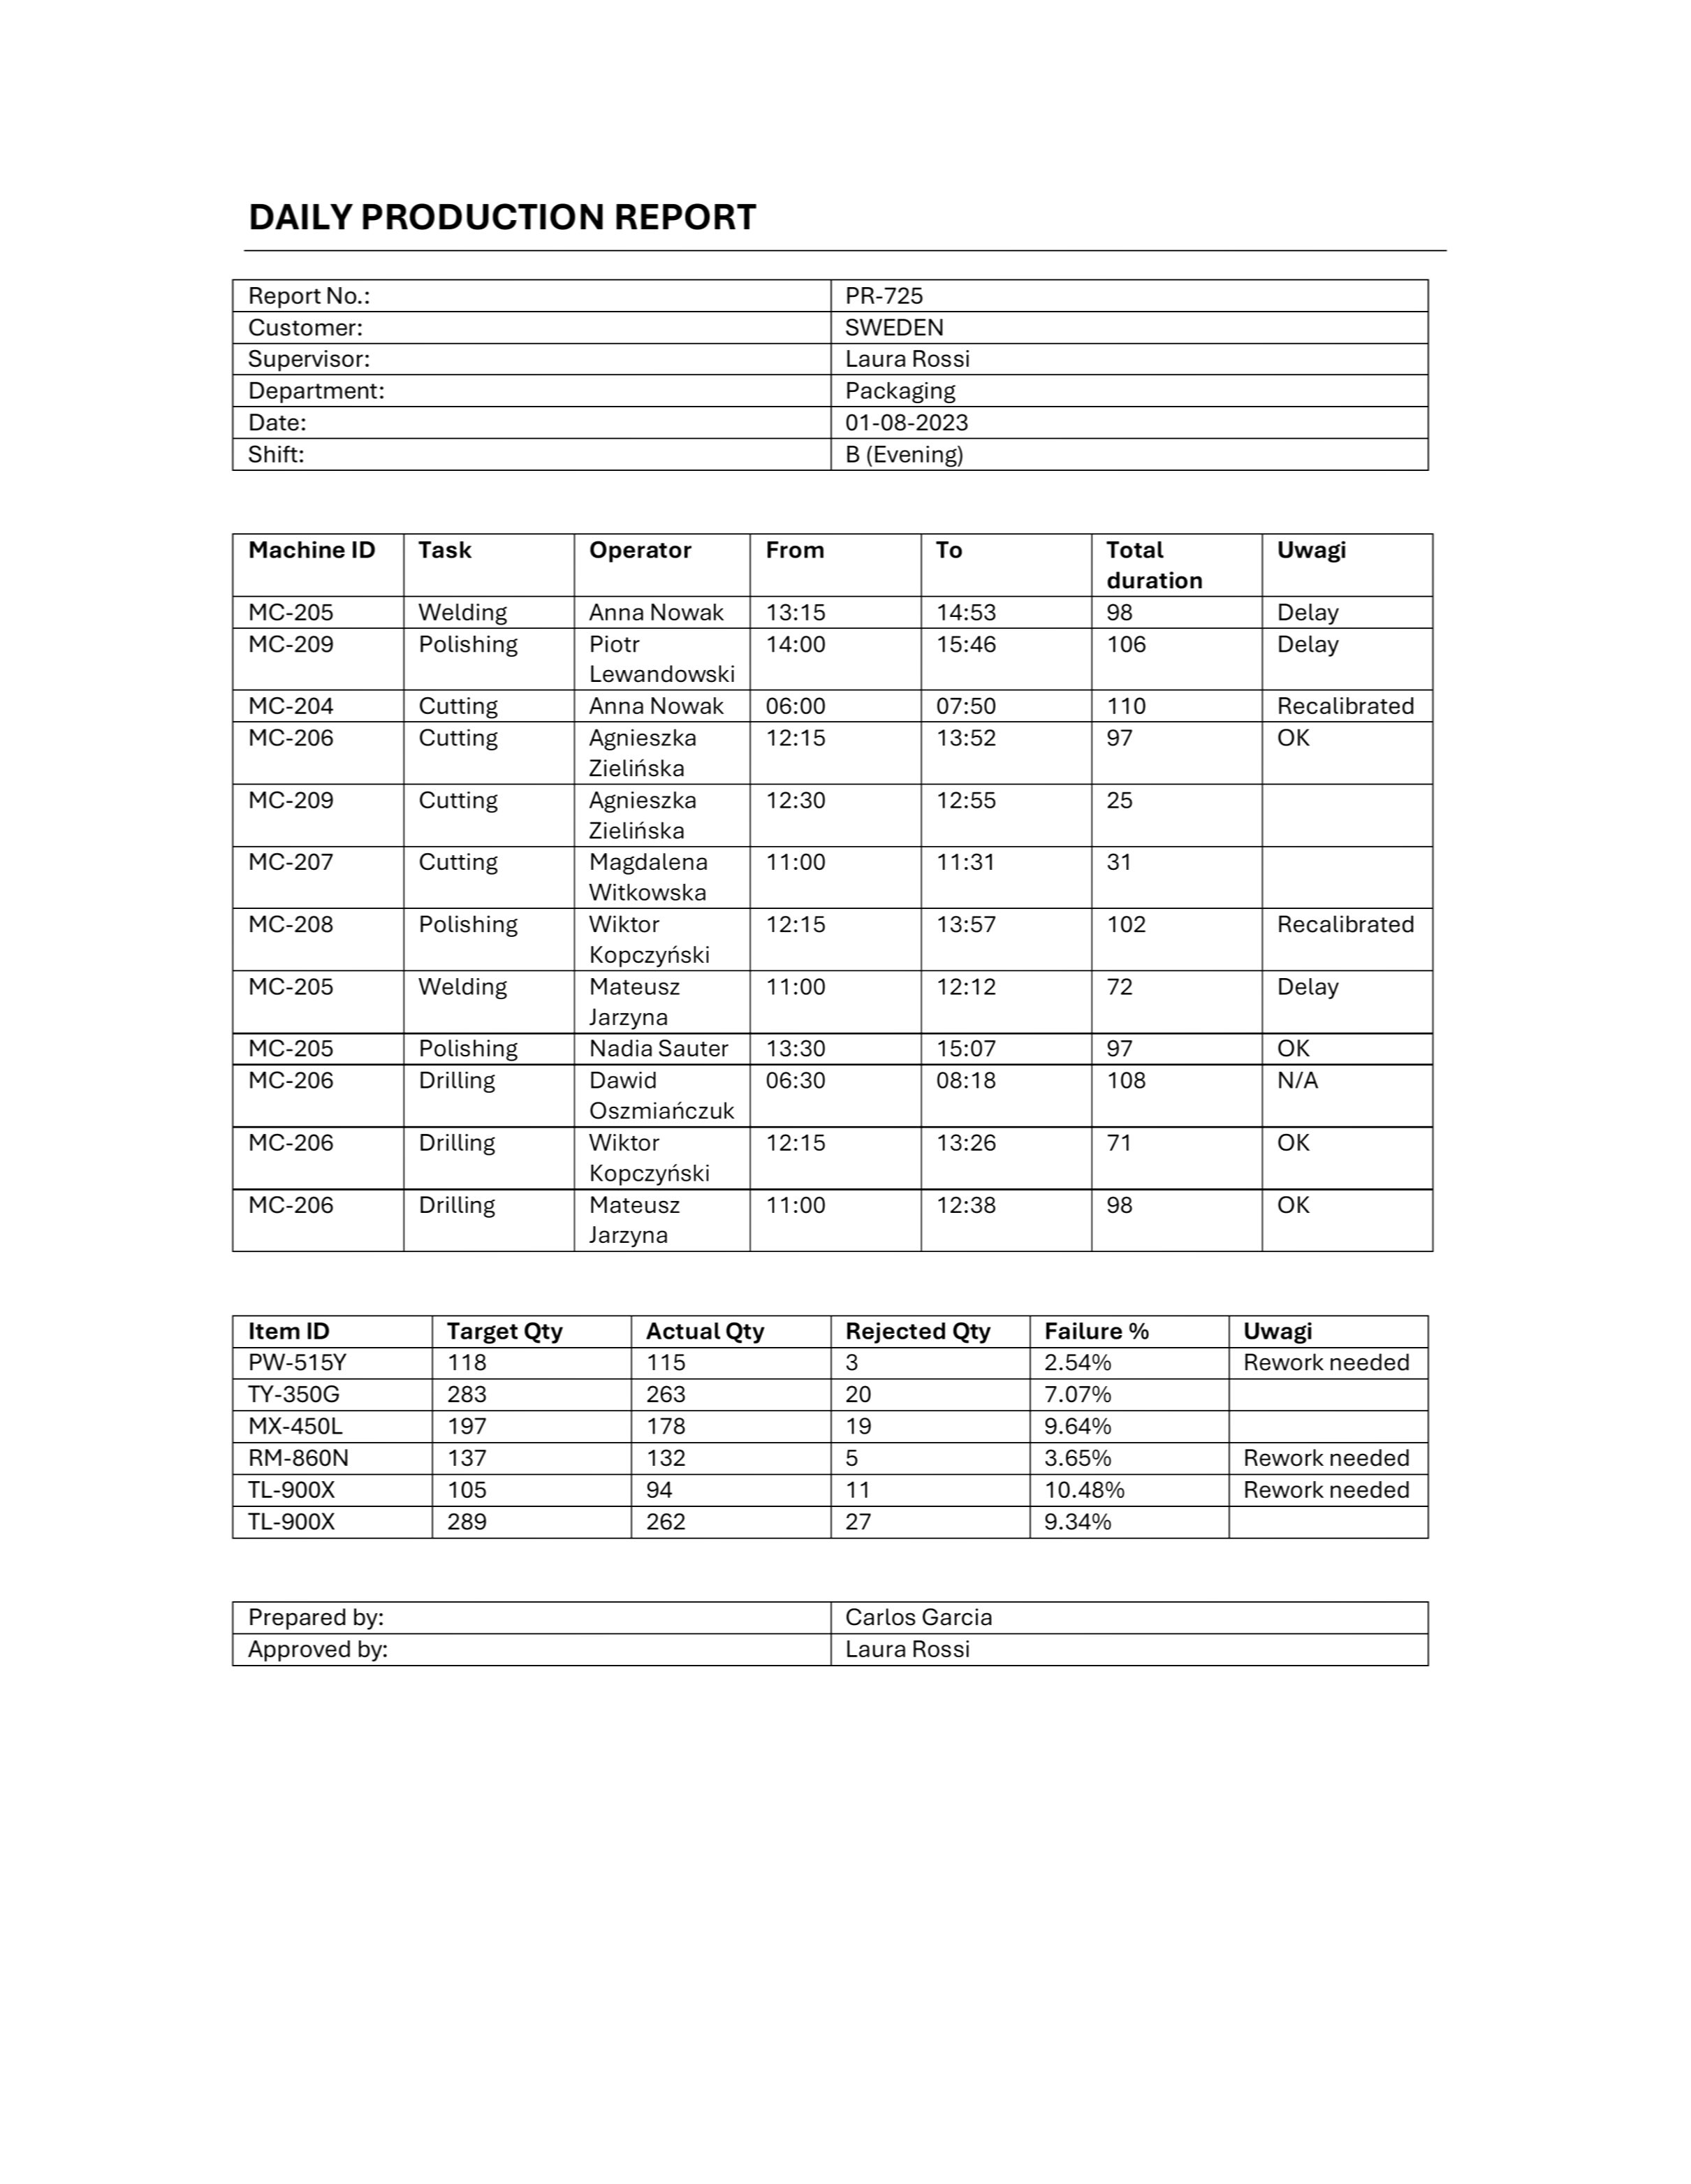 DAILY PRODUCTION REPORT
Report No.: PR-725
Customer: SWEDEN
Supervisor: Laura Rossi
Department: Packaging
Date: 01-08-2023
Shift: B (Evening)
Machine ID Task Operator From To Total duration Uwagi
MC-205 Welding Anna Nowak 13:15 14:53 98 Delay
MC-209 Polishing Piotr Lewandowski 14:00 15:46 106 Delay
MC-204 Cutting Anna Nowak 06:00 07:50 110 Recalibrated
MC-206 Cutting Agnieszka Zielińska 12:15 13:52 97 OK
MC-209 Cutting Agnieszka Zielińska 12:30 12:55 25
MC-207 Cutting Magdalena Witkowska 11:00 11:31 31
MC-208 Polishing Wiktor Kopczyński 12:15 13:57 102 Recalibrated
MC-205 Welding Mateusz Jarzyna 11:00 12:12 72 Delay
MC-205 Polishing Nadia Sauter 13:30 15:07 97 OK
MC-206 Drilling Dawid Oszmiańczuk 06:30 08:18 108 N/A
MC-206 Drilling Wiktor Kopczyński 12:15 13:26 71 OK
MC-206 Drilling Mateusz Jarzyna 11:00 12:38 98 OK
Item ID Target Qty Actual Qty Rejected Qty Failure % Uwagi
PW-515Y 118 115 3 2.54% Rework needed
TY-350G 283 263 20 7.07%
MX-450L 197 178 19 9.64%
RM-860N 137 132 5 3.65% Rework needed
TL-900X 105 94 11 10.48% Rework needed
TL-900X 289 262 27 9.34%
Prepared by: Carlos Garcia
Approved by: Laura Rossi